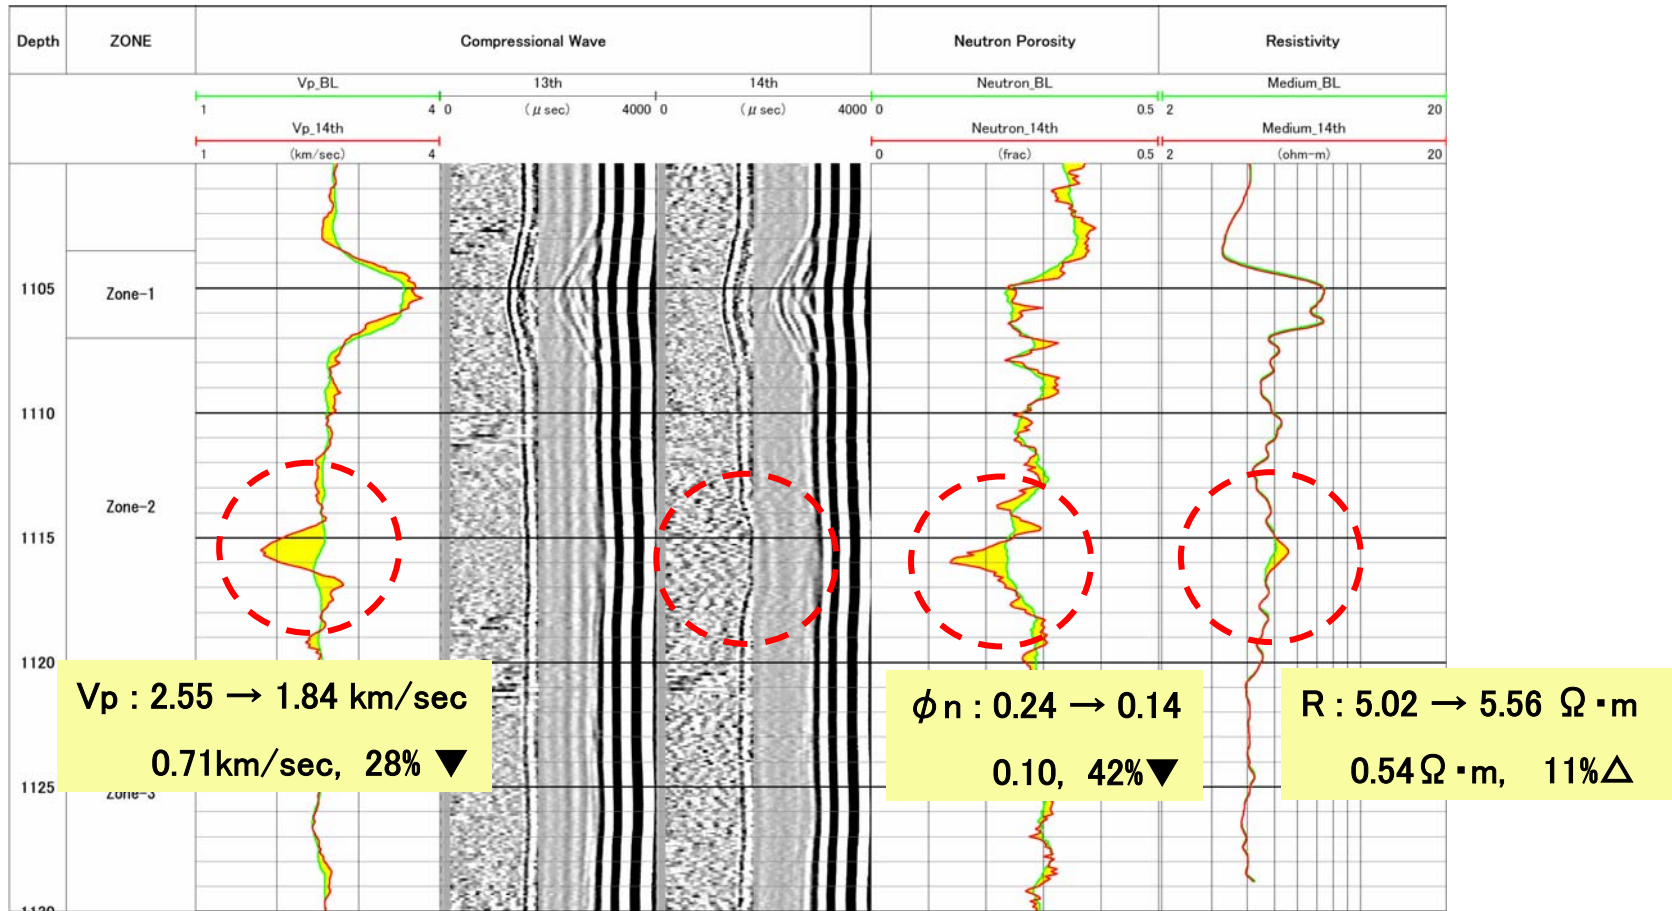 Depth ZONE Compressional Wave Neutron Porosity Resistivity
Vp_BL 13th 14th Neutron_BL Medium_BL
1 4 0 (μsec) 4000 0 (μsec) 4000 0 0.5 2 20
Vp_14th Neutron_14th Medium_14th
1 (km/sec) 4 0 (frac) 0.5 2 (ohm-m) 20
1105 Zone-1
1110
Zone-2
1115
1120
Vp : 2.55 → 1.84 km/sec
0.71km/sec, 28% ▼
φn : 0.24 → 0.14
0.10, 42%▼
R : 5.02 → 5.56 Ω・m
0.54Ω・m, 11%△
1125 Zone-3
1130